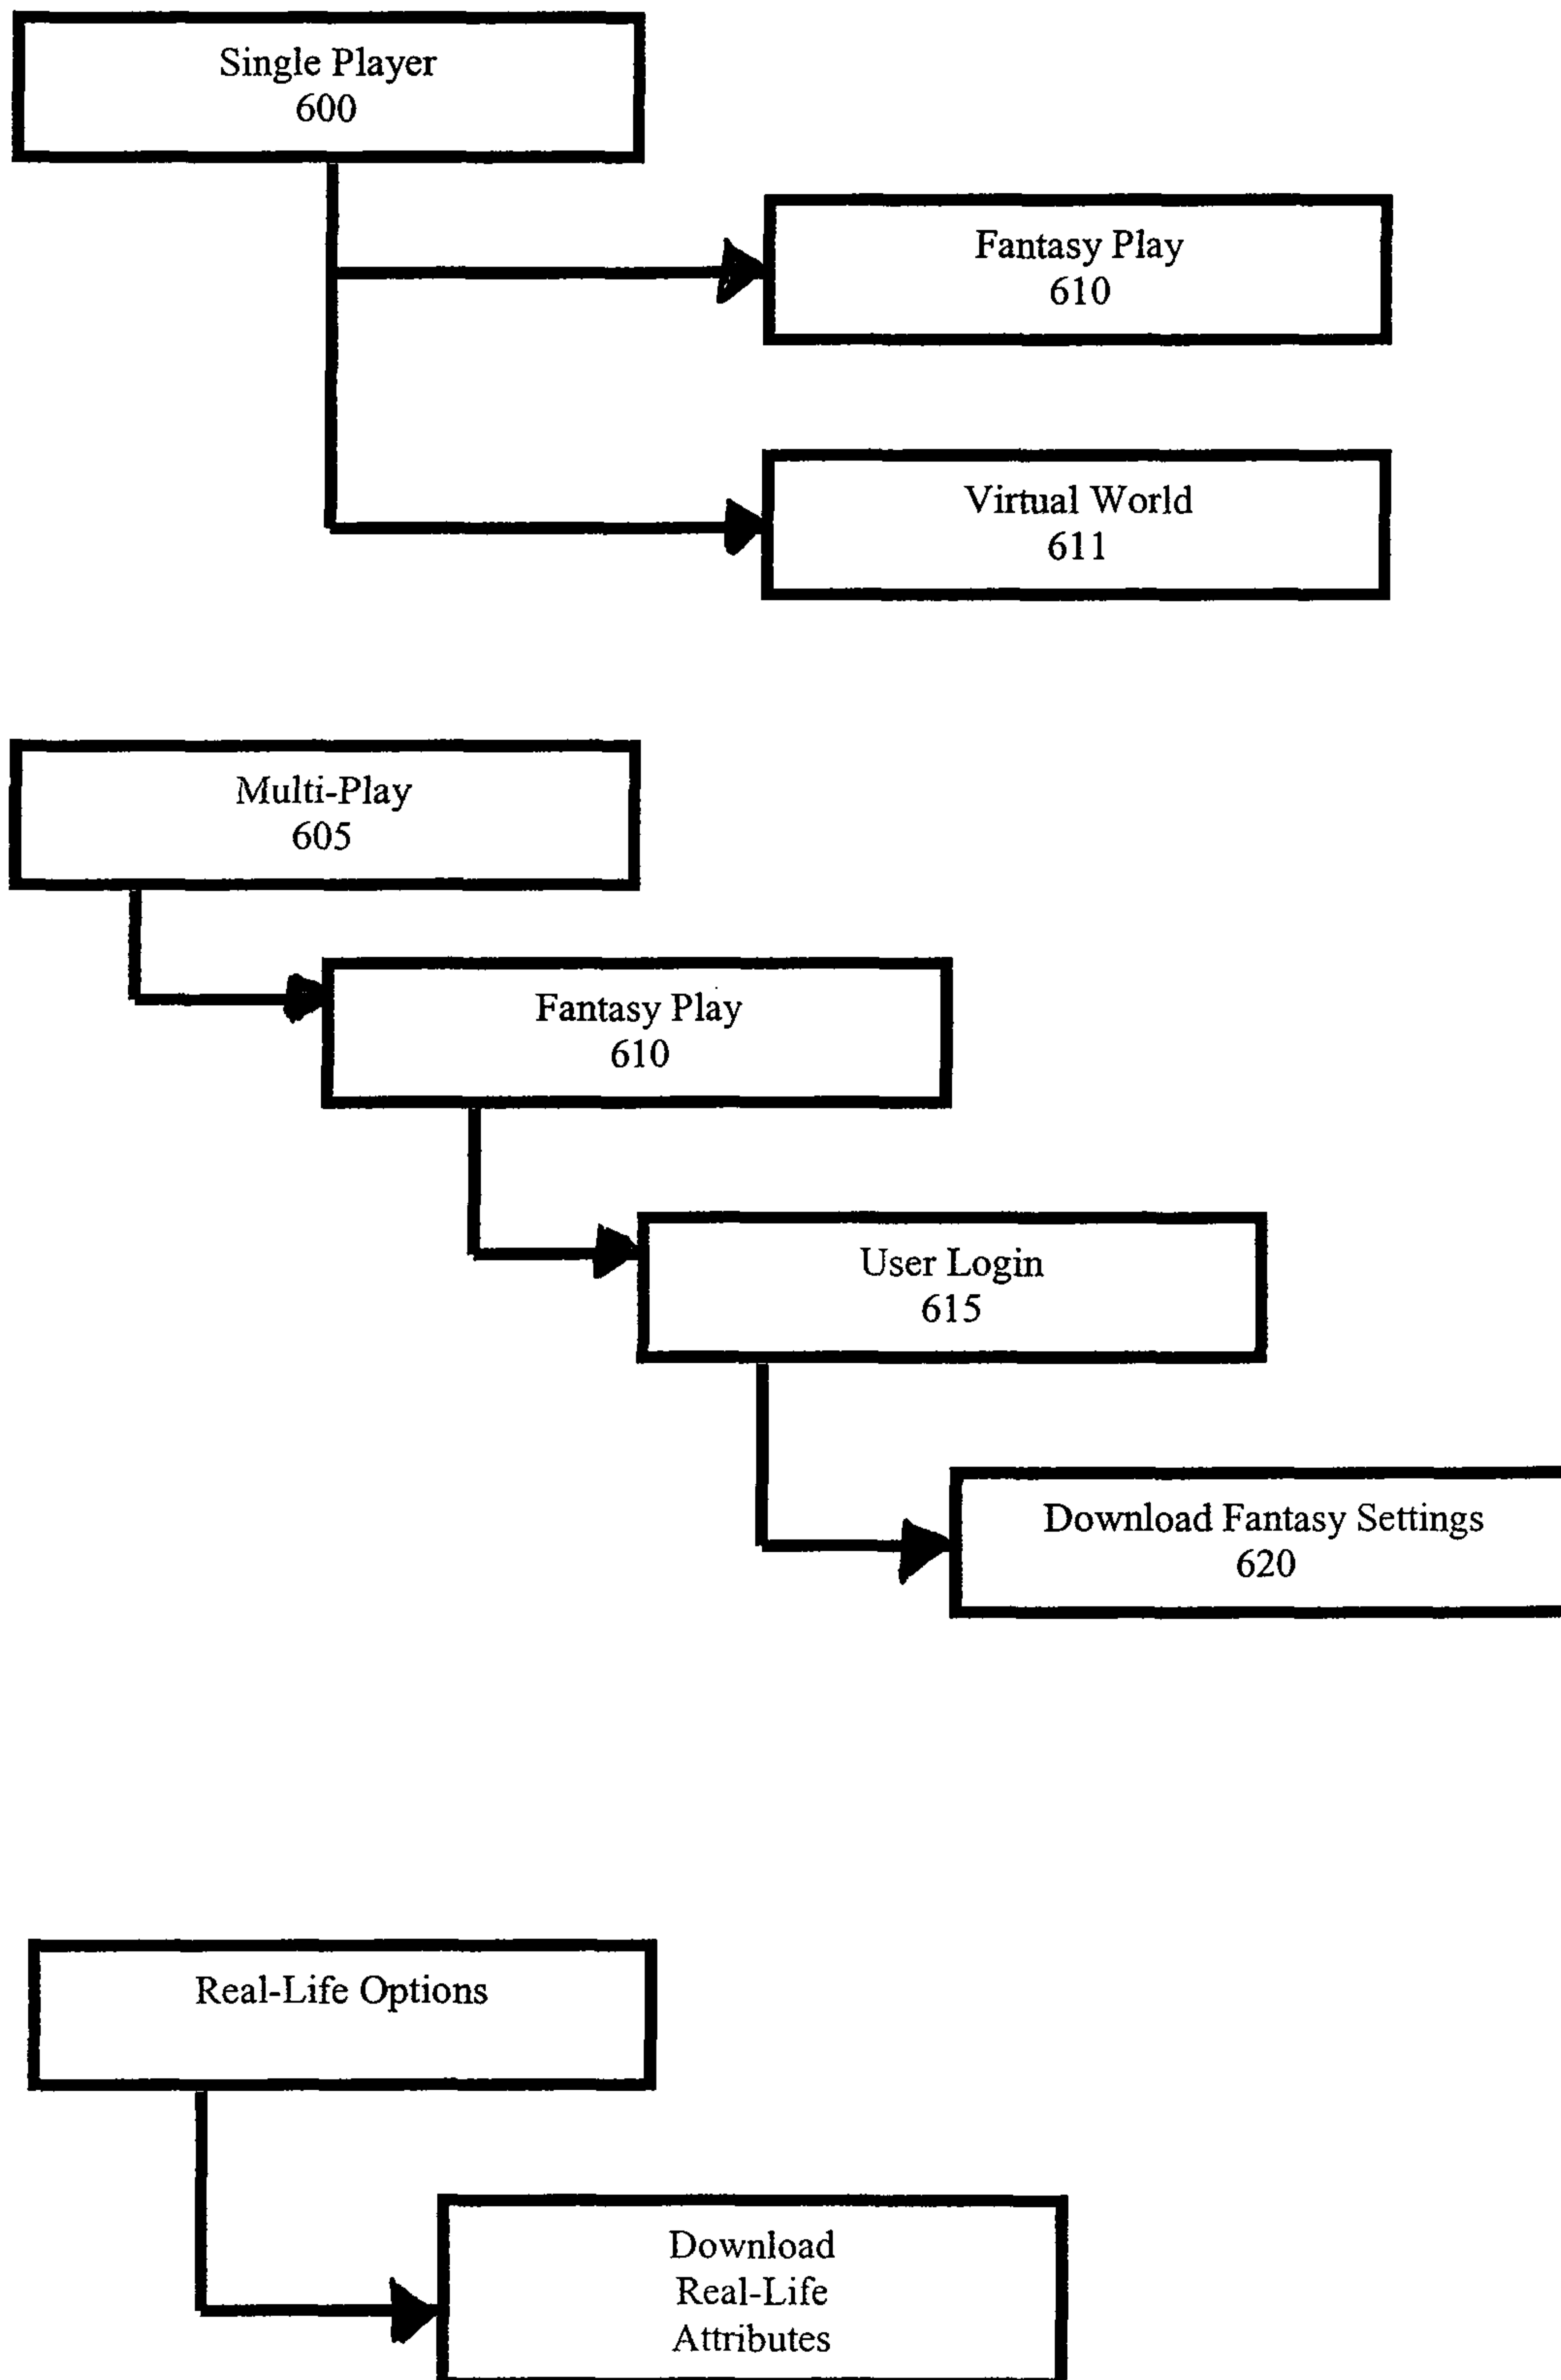 Single Player
600
Fantasy Play
610
Virtual World
611
Multi-Play
605
Fantasy Play
610
User Login
615
Download Fantasy Settings
620
Real-Life Options
Download
Real-Life
Attributes